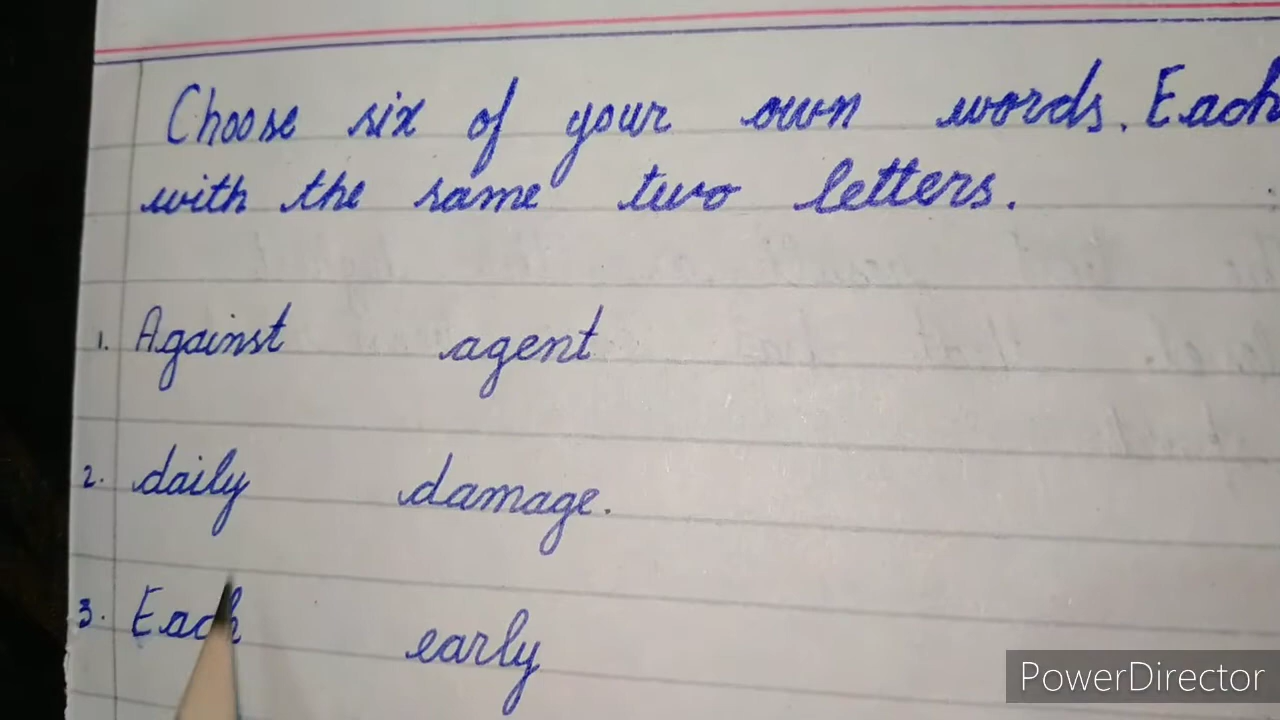 Choose six of your own words. Each
with the same two letters.
1. Against agent
2. daily damage.
3. Each early
PowerDirector